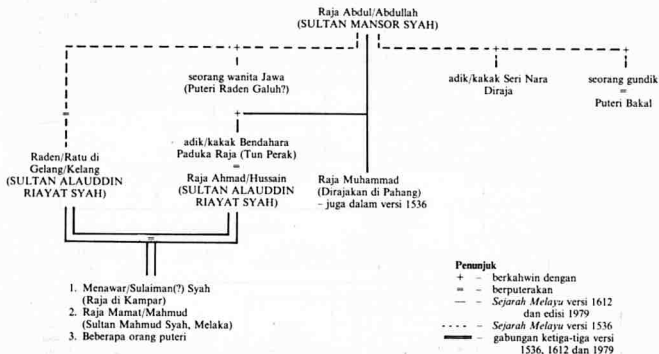 Raja Abdul/Abdullah
(SULTAN MANSOR SYAH)
+
+
+
seorang wanita Jawa
(Puteri Raden Galuh?)
adik/kakak Seri Nara
Diraja
seorang gundik
=
Puteri Bakal
=
+
adik/kakak Bendahara
Paduka Raja (Tun Perak)
=
Raden/Ratu di
Gelang/Kelang
(SULTAN ALAUDDIN
RIAYAT SYAH)
Raja Ahmad/Hussain
(SULTAN ALAUDDIN
RIAYAT SYAH)
Raja Muhammad
(Dirajakan di Pahang)
- juga dalam versi 1536
=
1. Menawar/Sulaiman(?) Syah
(Raja di Kampar)
2. Raja Mamat/Mahmud
(Sultan Mahmud Syah, Melaka)
3. Beberapa orang puteri
Penunjuk
+ – berkahwin dengan
= – berputerakan
— – Sejarah Melayu versi 1612
dan edisi 1979
---- – Sejarah Melayu versi 1536
– gabungan ketiga-tiga versi
1536, 1612 dan 1979